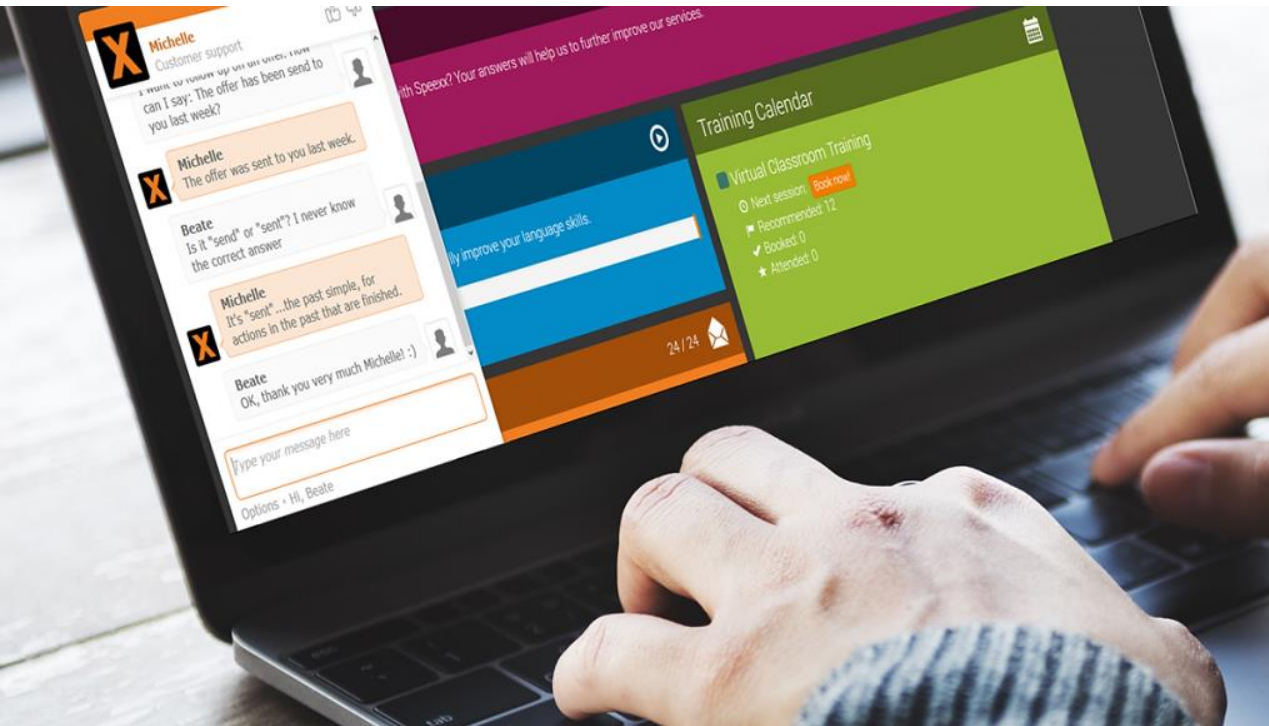 Michelle
Customer support
I want to follow up on an offer. How
can I say: The offer has been send to
you last week?
Michelle
The offer was sent to you last week.
Beate
Is it "send" or "sent"? I never know
the correct answer
Michelle
It's "sent" ...the past simple, for
actions in the past that are finished.
Beate
OK, thank you very much Michelle! :)
Type your message here
Options • Hi, Beate
with Speexx? Your answers will help us to further improve our services.
lly improve your language skills.
24 / 24
Training Calendar
Virtual Classroom Training
Next session: Book now!
Recommended: 12
Booked: 0
Attended: 0
esc
tab